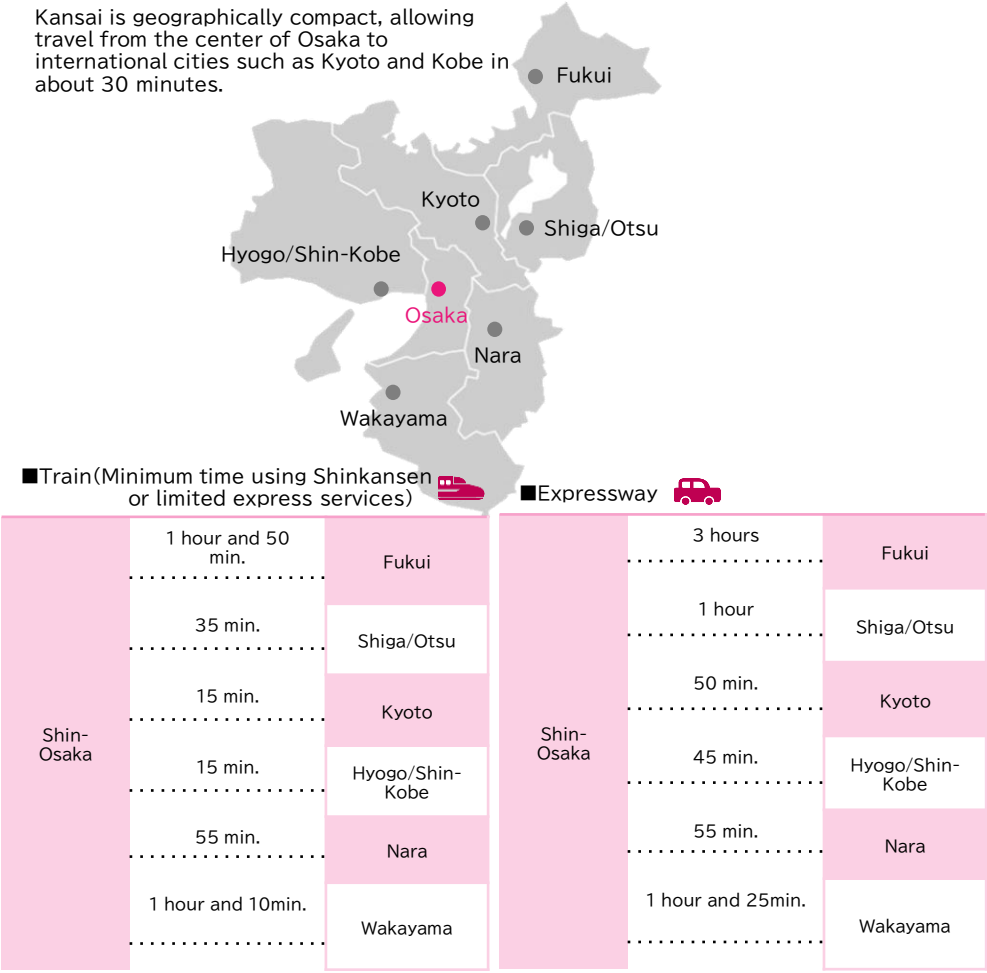 Kansai is geographically compact, allowing
travel from the center of Osaka to
international cities such as Kyoto and Kobe in
about 30 minutes.
Fukui
Kyoto
Shiga/Otsu
Hyogo/Shin-Kobe
Osaka
Nara
Wakayama
■Train(Minimum time using Shinkansen
or limited express services)
Shin-
Osaka
1 hour and 50
min.
Fukui
35 min.
Shiga/Otsu
15 min.
Kyoto
15 min.
Hyogo/Shin-
Kobe
55 min.
Nara
1 hour and 10min.
Wakayama
■Expressway
Shin-
Osaka
3 hours
Fukui
1 hour
Shiga/Otsu
50 min.
Kyoto
45 min.
Hyogo/Shin-
Kobe
55 min.
Nara
1 hour and 25min.
Wakayama